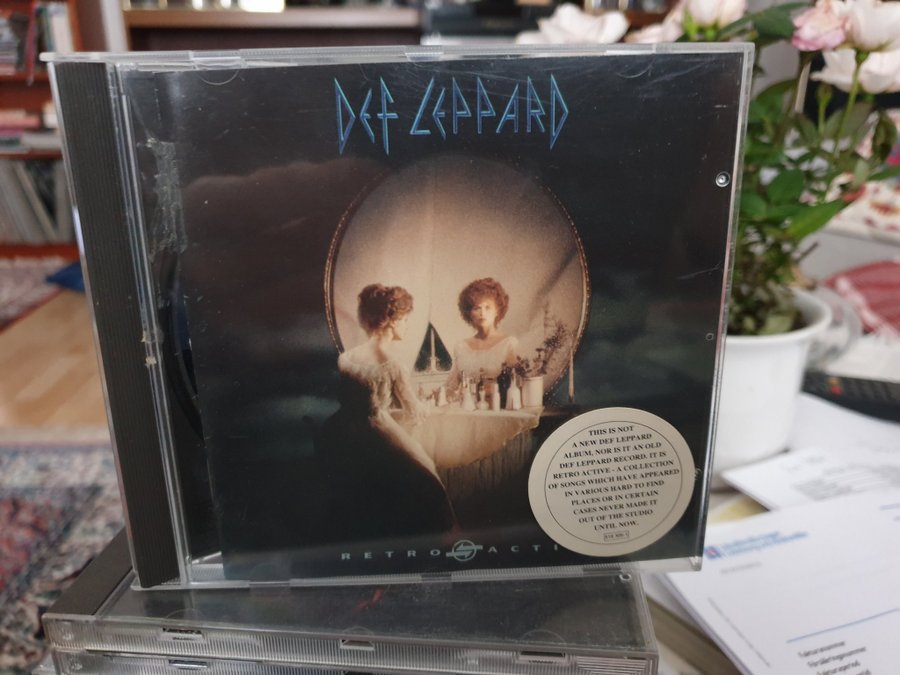 DEF LEPPARD
THIS IS NOT
A NEW DEF LEPPARD
ALBUM, NOR IS IT AN OLD
DEF LEPPARD RECORD. IT IS
RETRO ACTIVE - A COLLECTION
OF SONGS WHICH HAVE APPEARED
IN VARIOUS HARD TO FIND
PLACES OR IN CERTAIN
CASES NEVER MADE IT
OUT OF THE STUDIO
UNTIL NOW.
RETRO ACTI
Fakturanummer